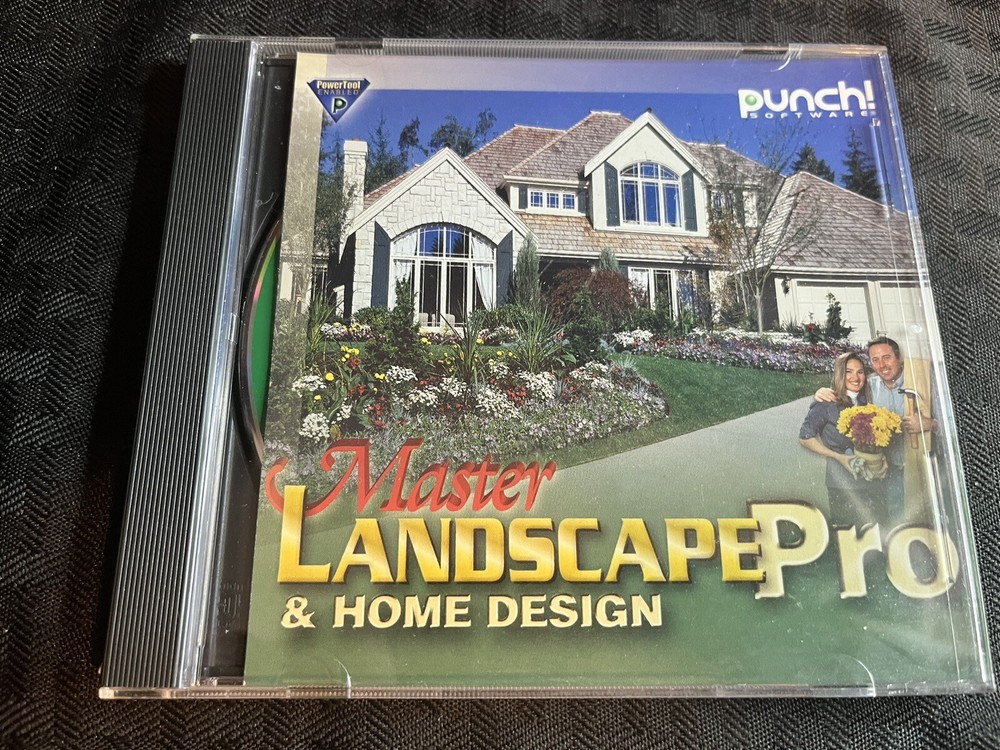 PowerTool
ENABLED
P
punch!
SOFTWARE
Master
LANDSCAPE Pro
& HOME DESIGN